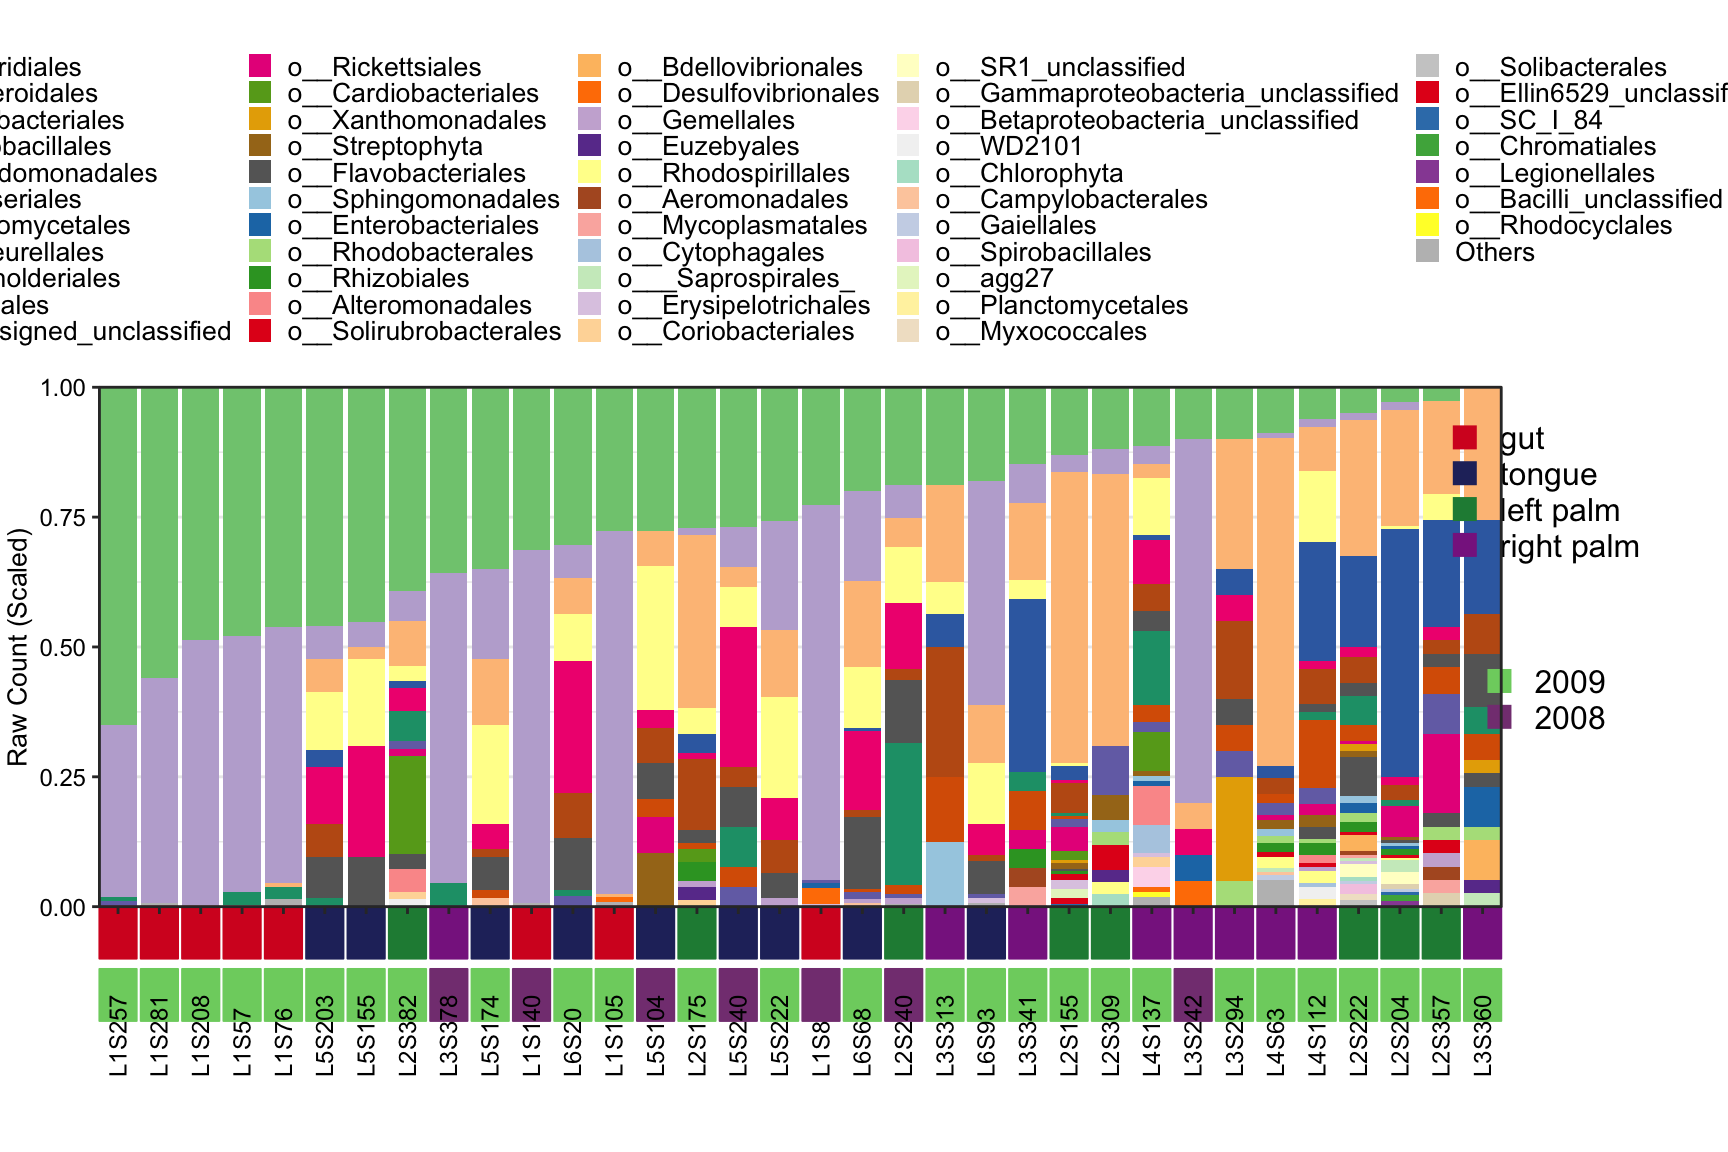 ridiales
o__Rickettsiales
o__Bdellovibrionales
o__SR1_unclassified
o__Solibacterales
eroidales
o__Cardiobacteriales
o__Desulfovibrionales
o__Gammaproteobacteria_unclassified
o__Ellin6529_unclassif
bacteriales
o__Xanthomonadales
o__Gemellales
o__Betaproteobacteria_unclassified
o__SC_I_84
bacillales
o__Streptophyta
o__Euzebyales
o__WD2101
o__Chromatiales
domonadales
o__Flavobacteriales
o__Rhodospirillales
o__Chlorophyta
o__Legionellales
seriales
o__Sphingomonadales
o__Aeromonadales
o__Campylobacterales
o__Bacilli_unclassified
omycetales
o__Enterobacteriales
o__Mycoplasmatales
o__Gaiellales
o__Rhodocyclales
eurellales
o__Rhodobacterales
o__Cytophagales
o__Spirobacillales
Others
holderiales
o__Rhizobiales
o___Saprospirales_
o__agg27
ales
o__Alteromonadales
o__Erysipelotrichales
o__Planctomycetales
signed_unclassified
o__Solirubrobacterales
o__Coriobacteriales
o__Myxococcales
Raw Count (Scaled)
1.00
0.75
0.50
0.25
0.00
gut
tongue
left palm
right palm
2009
2008
L1S257
L1S281
L1S208
L1S57
L1S76
L5S203
L5S155
L2S382
L3S378
L5S174
L1S140
L6S20
L1S105
L5S104
L2S175
L5S240
L5S222
L1S8
L6S68
L2S240
L3S313
L6S93
L3S341
L2S155
L2S309
L4S137
L3S242
L3S294
L4S63
L4S112
L2S222
L2S204
L2S357
L3S360